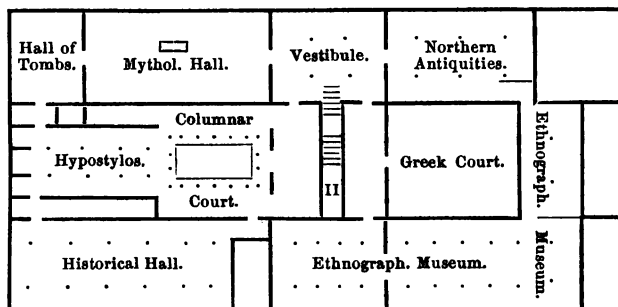 Hall of
Tombs.
Mythol. Hall.
Vestibule.
Northern
Antiquities.
Columnar
Hypostylos.
Court.
II
Greek Court.
Ethnograph.
Museum.
Historical Hall.
Ethnograph. Museum.